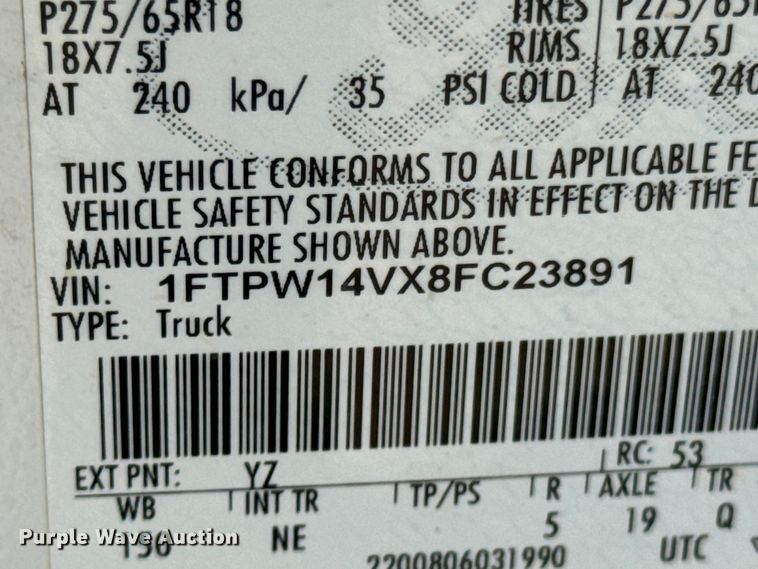 P275/65R18 TIRES P275/65R
18X7.5J RIMS 18X7.5J
AT 240 kPa/ 35 PSI COLD AT 240
THIS VEHICLE CONFORMS TO ALL APPLICABLE FE
VEHICLE SAFETY STANDARDS IN EFFECT ON THE D
MANUFACTURE SHOWN ABOVE.
VIN: 1FTPW14VX8FC23891
TYPE: Truck
EXT PNT: YZ RC: 53
WB INT TR TP/PS R AXLE TR
NE 5 19 Q
2200806031990 UTC
Purple Wave Auction